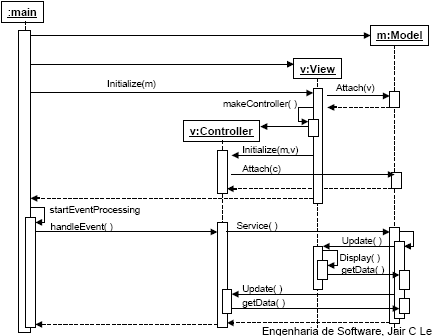 :main
m:Model
v:View
Initialize(m)
Attach(v)
makeController( )
v:Controller
Initialize(m,v)
Attach(c)
startEventProcessing
handleEvent( )
Service( )
Update( )
Display( )
getData( )
Update( )
getData( )
Engenharia de Software, Jair C Le